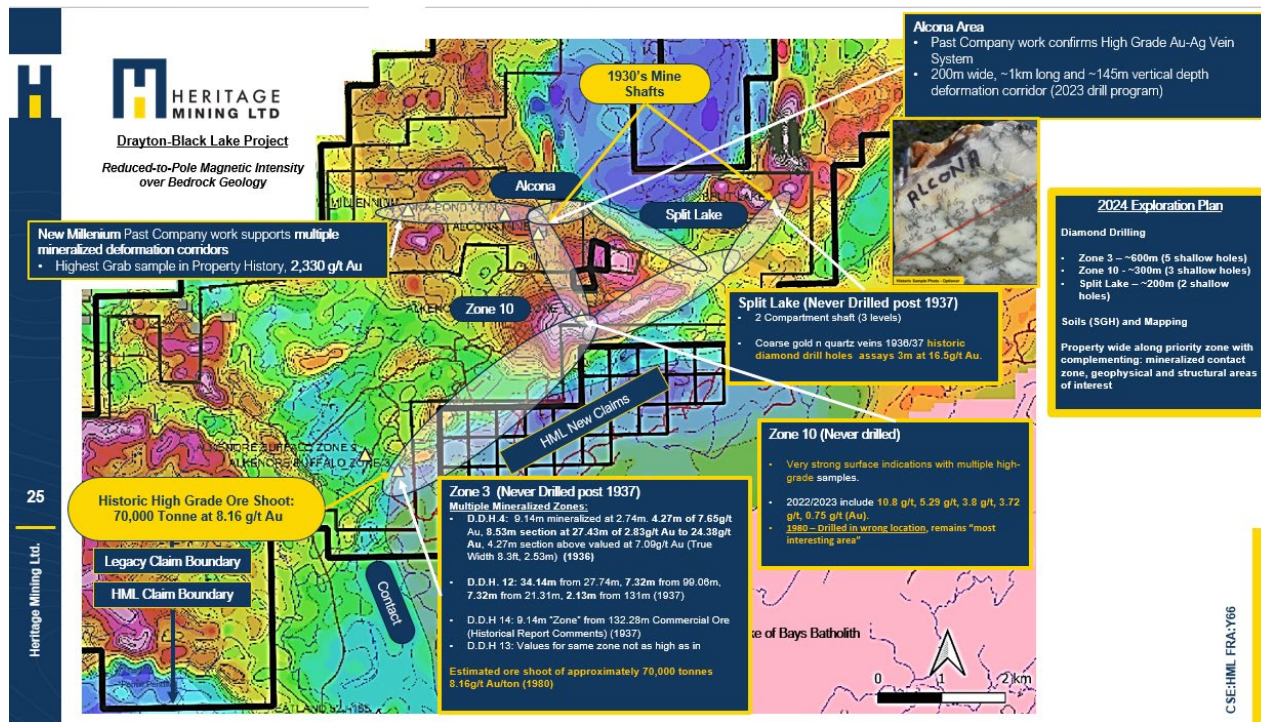 HERITAGE
MINING LTD
Drayton-Black Lake Project
Reduced-to-Pole Magnetic Intensity
over Bedrock Geology
1930's Mine
Shafts
Alcona Area
• Past Company work confirms High Grade Au-Ag Vein
System
• 200m wide, ~1km long and ~145m vertical depth
deformation corridor (2023 drill program)
ALCONA
Historic Sample Photo - Optioner
Alcona
Split Lake
Zone 10
New Millenium Past Company work supports multiple
mineralized deformation corridors
• Highest Grab sample in Property History, 2,330 g/t Au
2024 Exploration Plan
Diamond Drilling
• Zone 3 – ~600m (5 shallow holes)
• Zone 10 - ~300m (3 shallow holes)
• Split Lake – ~200m (2 shallow
holes)
Soils (SGH) and Mapping
Property wide along priority zone with
complementing: mineralized contact
zone, geophysical and structural areas
of interest
Split Lake (Never Drilled post 1937)
• 2 Compartment shaft (3 levels)
• Coarse gold n quartz veins 1936/37 historic
diamond drill holes assays 3m at 16.5g/t Au.
HML New Claims
ALKENORE BUFFALO ZONE 3
Historic High Grade Ore Shoot:
70,000 Tonne at 8.16 g/t Au
Zone 3 (Never Drilled post 1937)
Multiple Mineralized Zones:
• D.D.H.4: 9.14m mineralized at 2.74m. 4.27m of 7.65g/t
Au, 8.53m section at 27.43m of 2.83g/t Au to 24.38g/t
Au, 4.27m section above valued at 7.09g/t Au (True
Width 8.3ft, 2.53m) (1936)
• D.D.H. 12: 34.14m from 27.74m, 7.32m from 99.06m,
7.32m from 21.31m, 2.13m from 131m (1937)
• D.D.H 14: 9.14m "Zone" from 132.28m Commercial Ore
(Historical Report Comments) (1937)
• D.D.H 13: Values for same zone not as high as in
Estimated ore shoot of approximately 70,000 tonnes
8.16g/t Au/ton (1980)
Zone 10 (Never drilled)
• Very strong surface indications with multiple high-
grade samples.
• 2022/2023 include 10.8 g/t, 5.29 g/t, 3.8 g/t, 3.72
g/t, 0.75 g/t (Au).
• 1980 – Drilled in wrong location, remains "most
interesting area"
Legacy Claim Boundary
HML Claim Boundary
Contact
of Bays Batholith
0 1 2 km
25
Heritage Mining Ltd.
CSE:HML FRA:Y66